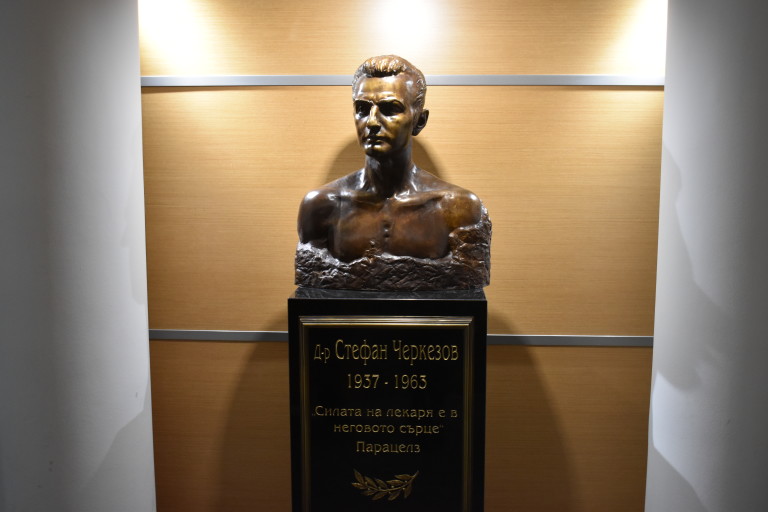 Д-р Стефан Черкезов
1937 - 1963
„Силата на лекаря е в
неговото сърце“
Парацелз